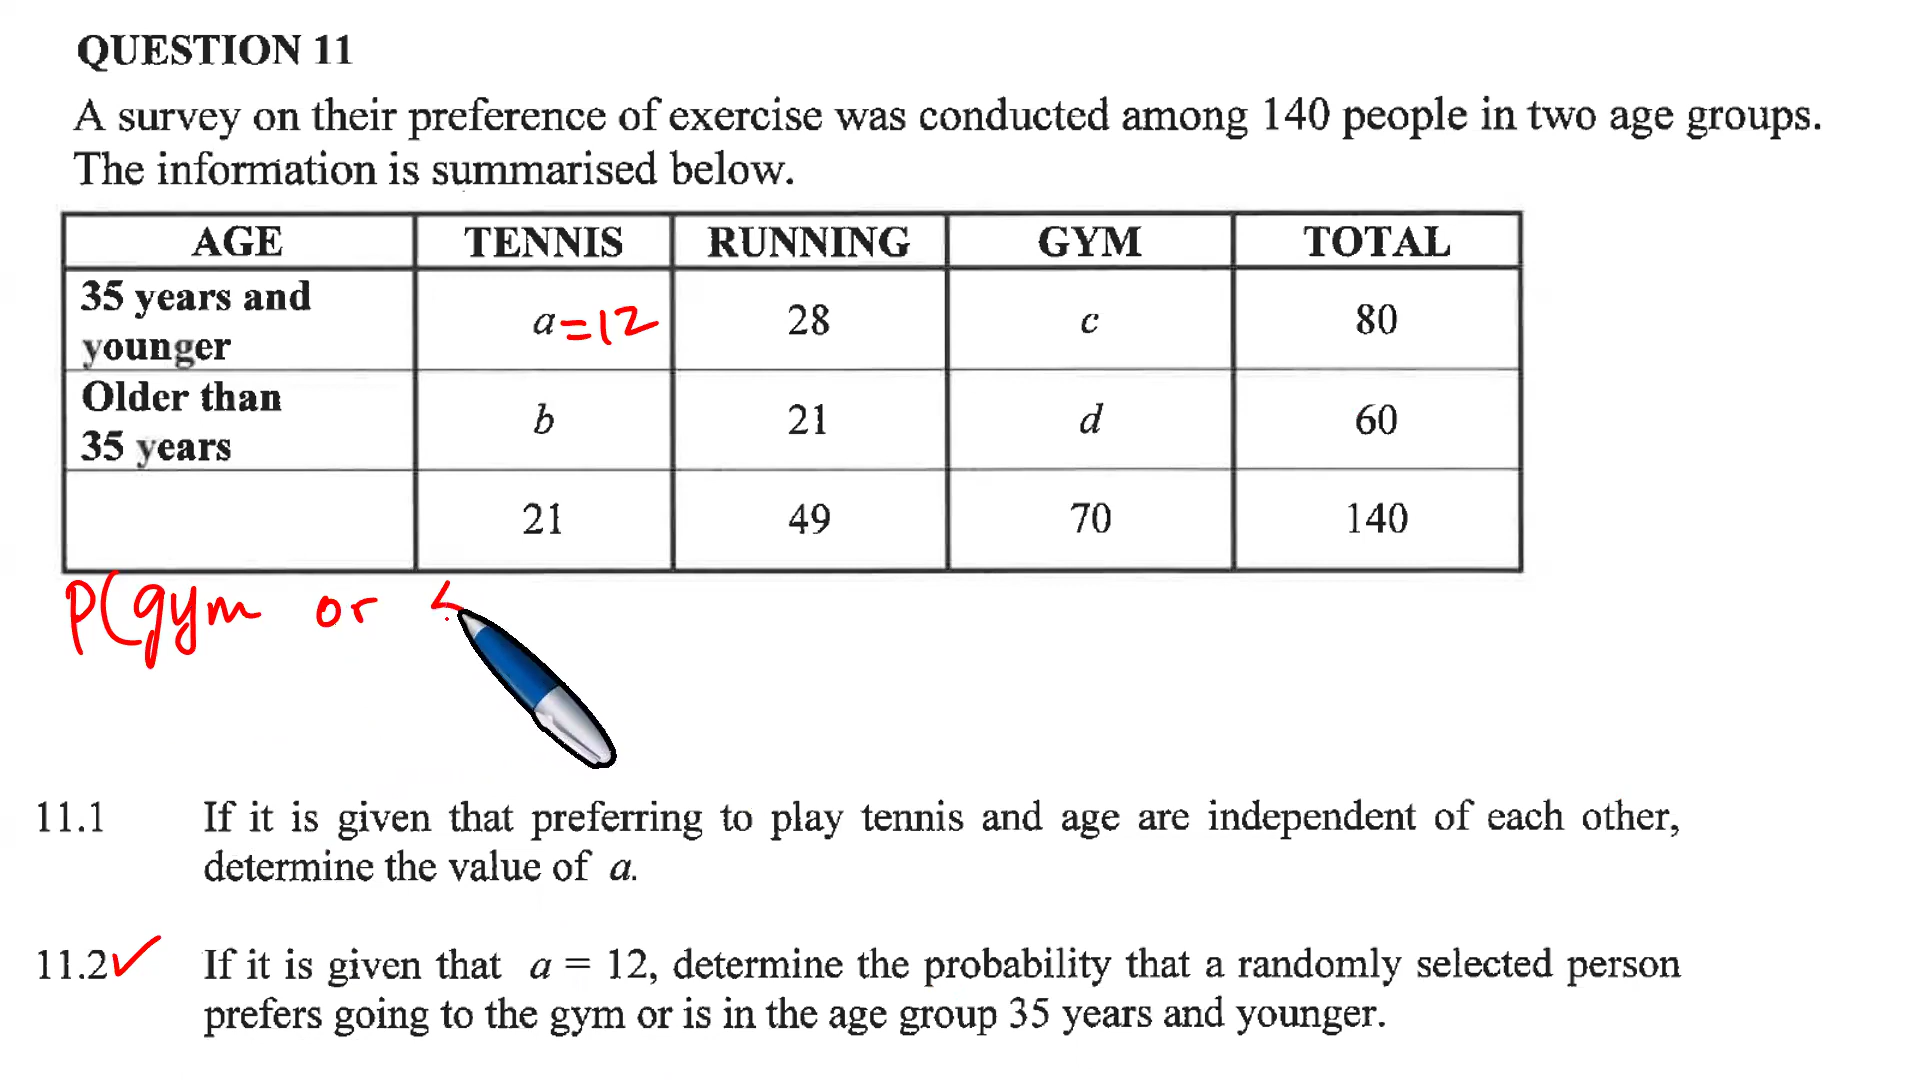 QUESTION 11
A survey on their preference of exercise was conducted among 140 people in two age groups.
The information is summarised below.
AGE TENNIS RUNNING GYM TOTAL
35 years and younger a =12 28 c 80
Older than 35 years b 21 d 60
21 49 70 140
P(gym or
11.1 If it is given that preferring to play tennis and age are independent of each other,
determine the value of a.
11.2✓ If it is given that a = 12, determine the probability that a randomly selected person
prefers going to the gym or is in the age group 35 years and younger.